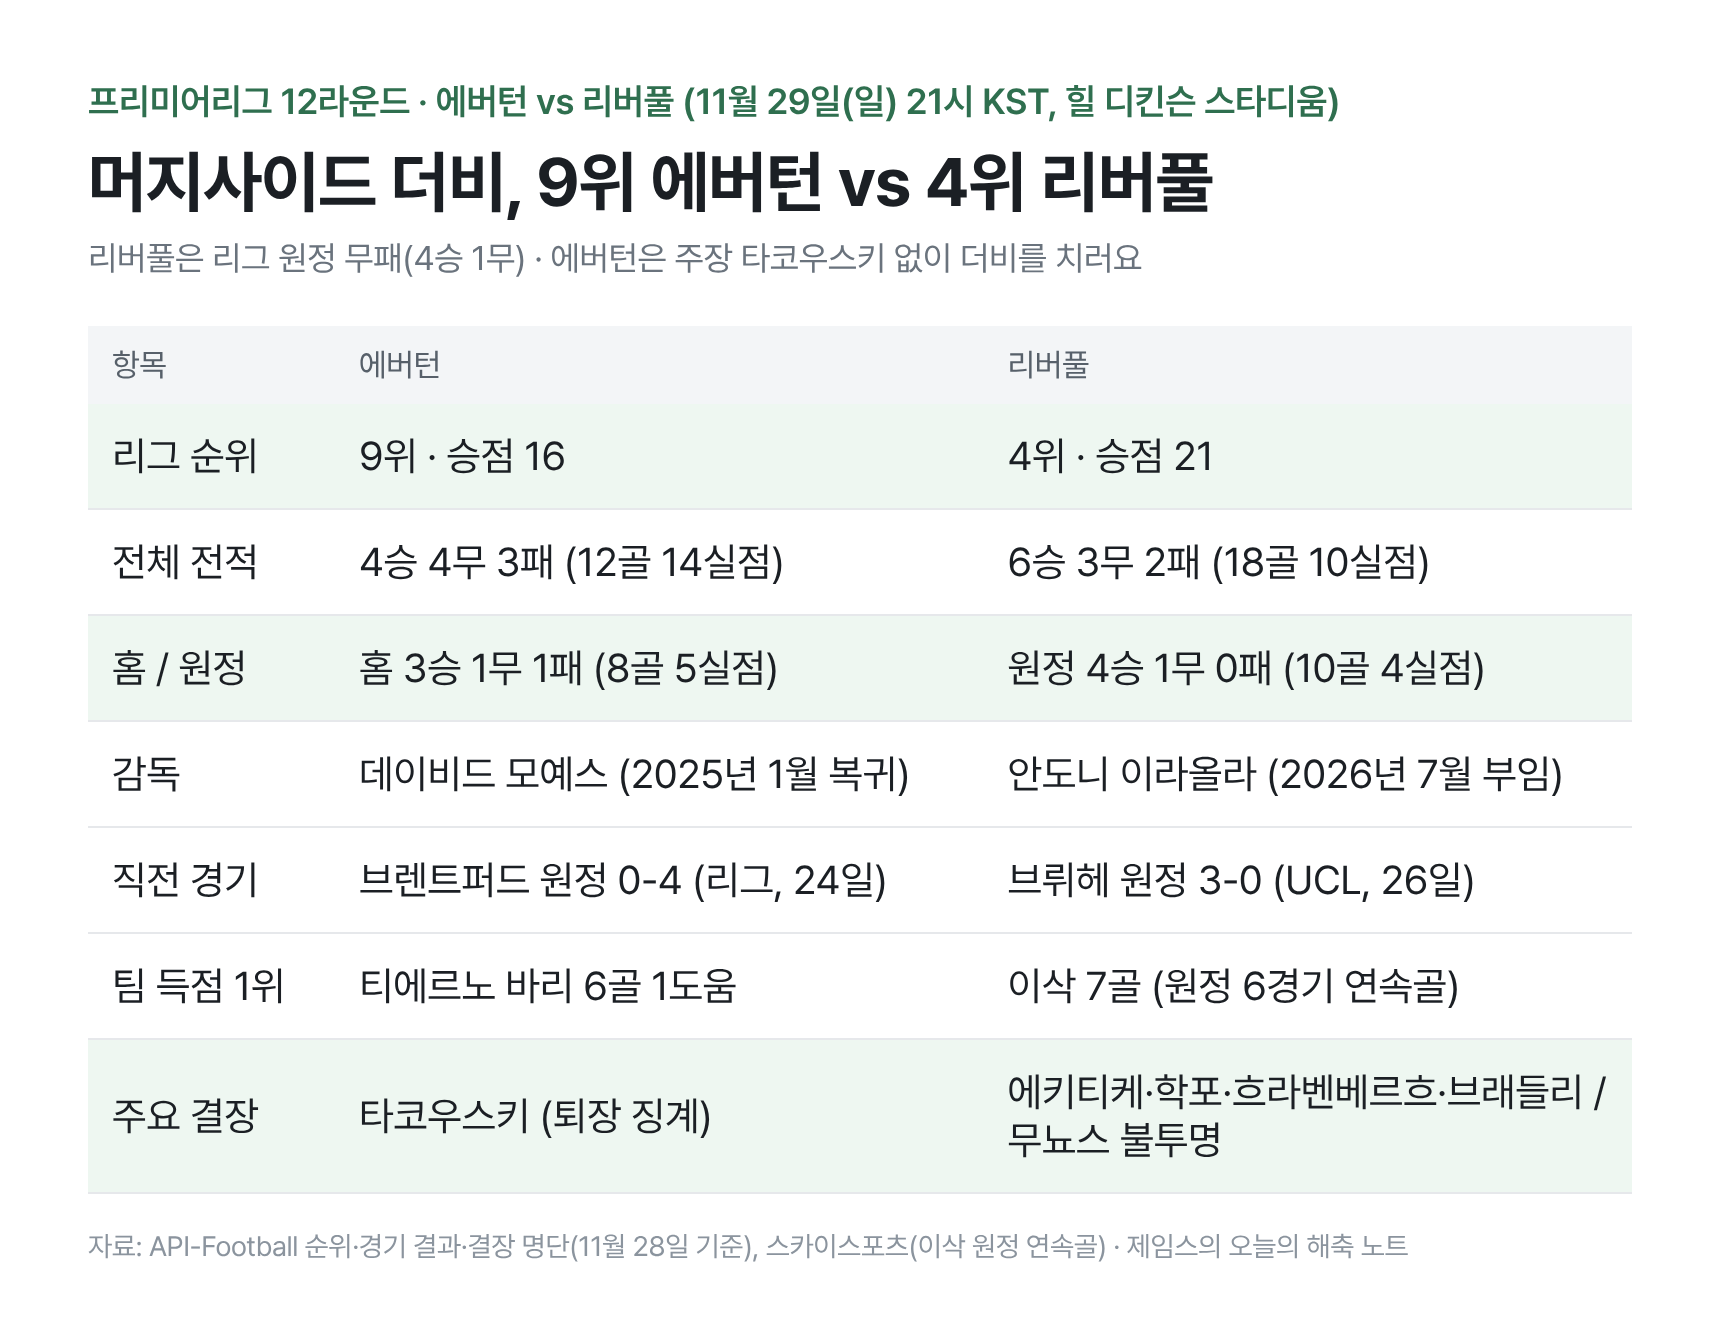 프리미어리그 12라운드 · 에버턴 vs 리버풀 (11월 29일(일) 21시 KST, 힐 디킨슨 스타디움)
머지사이드 더비, 9위 에버턴 vs 4위 리버풀
리버풀은 리그 원정 무패(4승 1무) · 에버턴은 주장 타코우스키 없이 더비를 치러요
항목 에버턴 리버풀
리그 순위 9위 · 승점 16 4위 · 승점 21
전체 전적 4승 4무 3패 (12골 14실점) 6승 3무 2패 (18골 10실점)
홈 / 원정 홈 3승 1무 1패 (8골 5실점) 원정 4승 1무 0패 (10골 4실점)
감독 데이비드 모예스 (2025년 1월 복귀) 안도니 이라올라 (2026년 7월 부임)
직전 경기 브렌트퍼드 원정 0-4 (리그, 24일) 브뤼헤 원정 3-0 (UCL, 26일)
팀 득점 1위 티에르노 바리 6골 1도움 이삭 7골 (원정 6경기 연속골)
주요 결장 타코우스키 (퇴장 징계) 에키티케·학포·흐라벤베르흐·브래들리 /
무뇨스 불투명
자료: API-Football 순위·경기 결과·결장 명단(11월 28일 기준), 스카이스포츠(이삭 원정 연속골) · 제임스의 오늘의 해축 노트